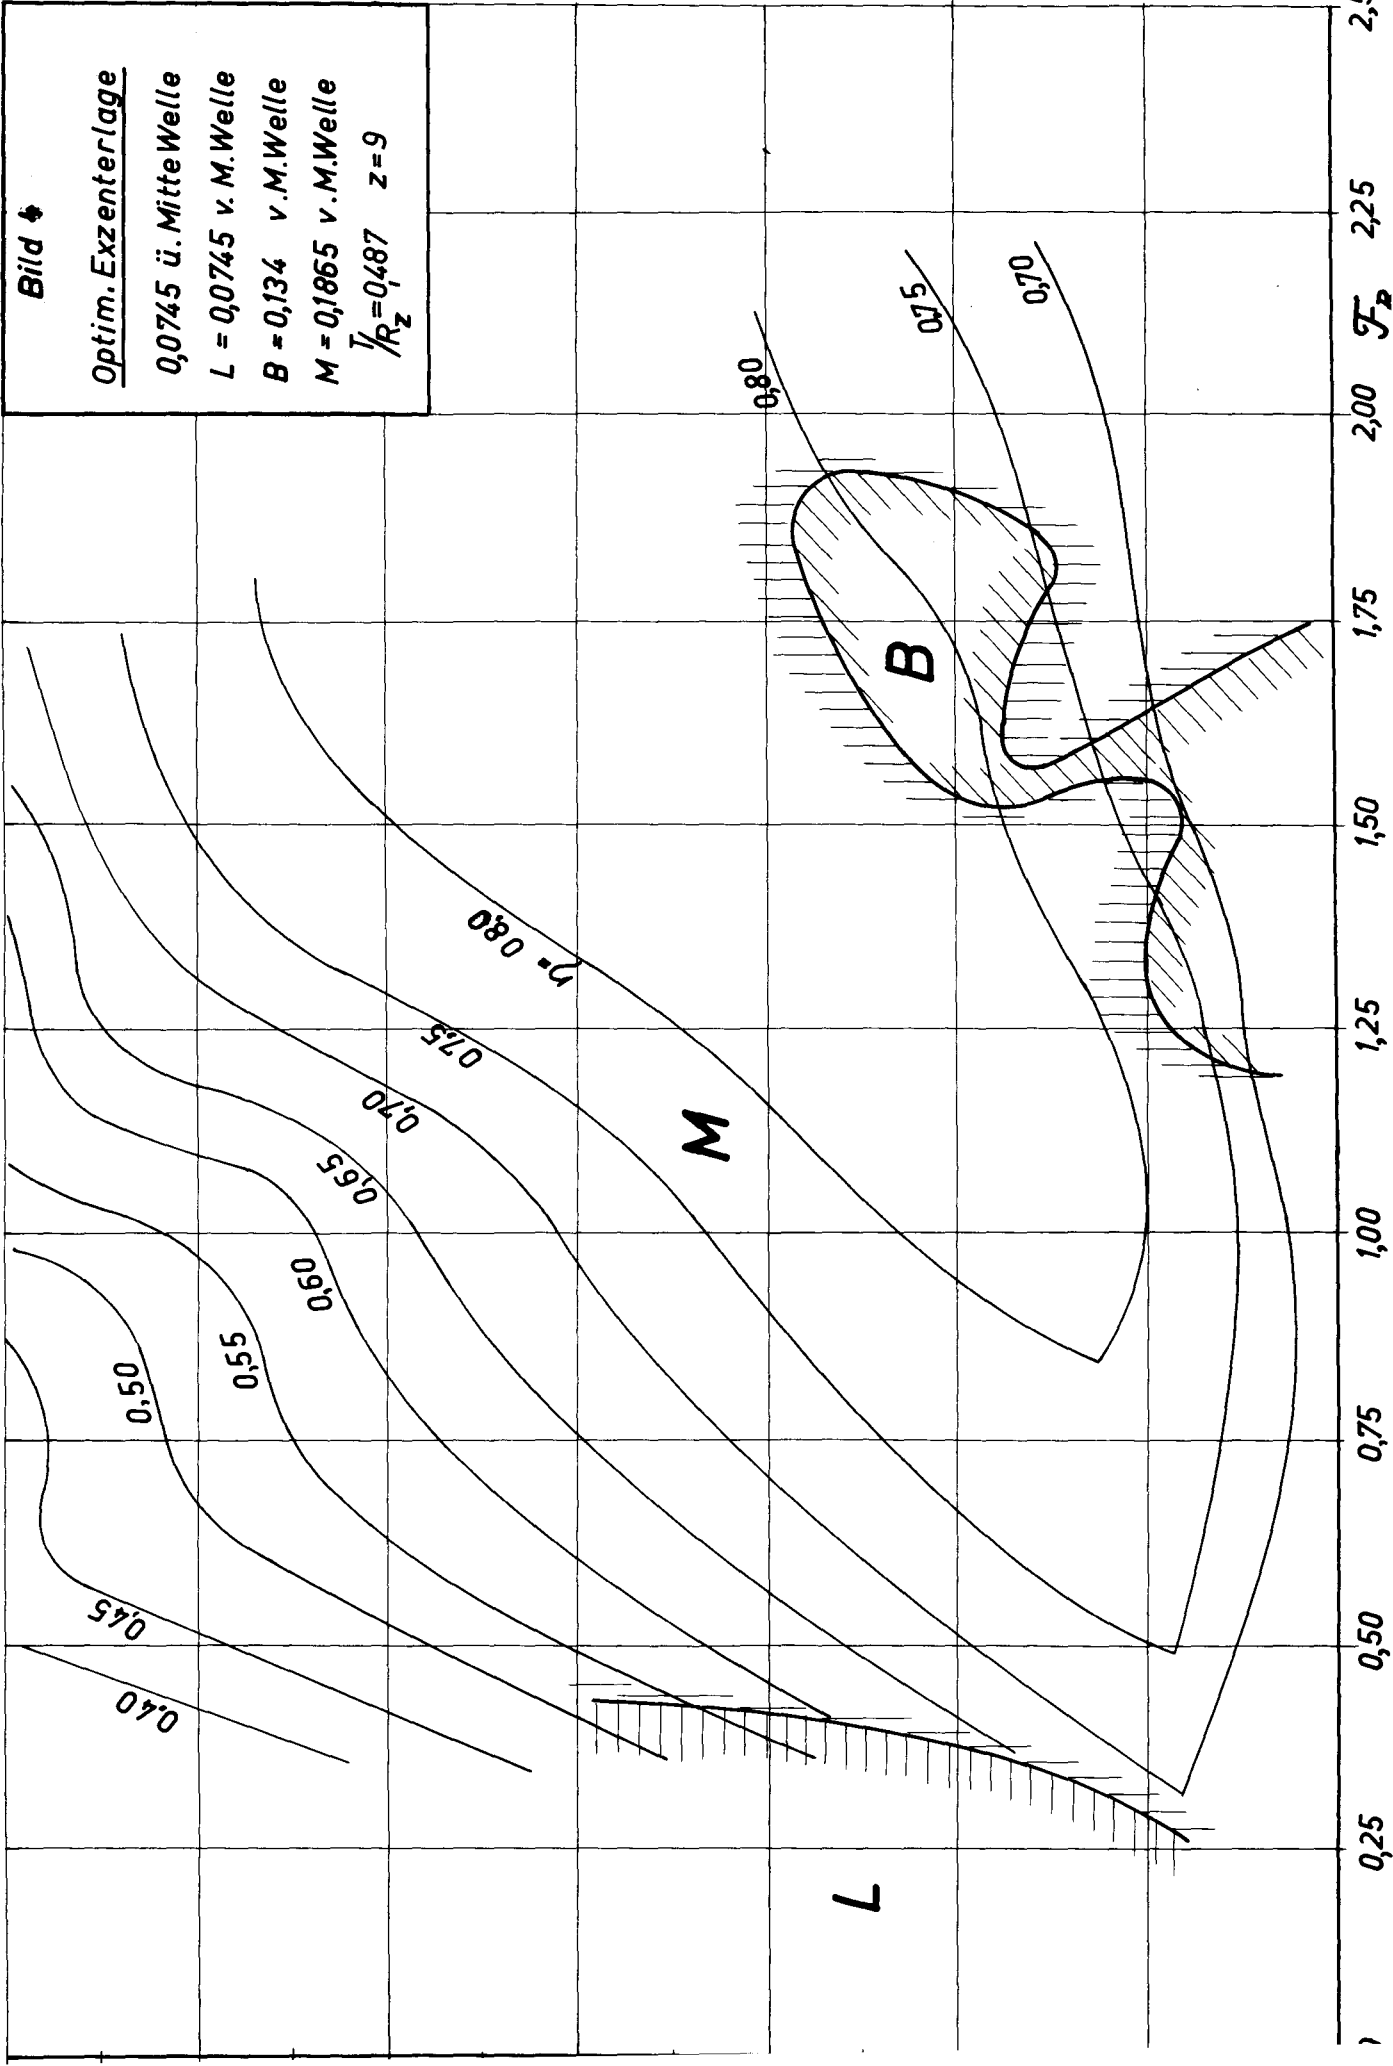 Bild 4
Optim. Exzenterlage
0,0745 ü. Mitte Welle
L = 0,0745 v. M. Welle
B = 0,134 v. M. Welle
M = 0,1865 v. M. Welle
T/Rz = 0,487 z = 9
0,40
0,45
0,50
0,55
0,60
0,65
0,70
0,75
η = 0,80
0,80
0,75
0,70
L
M
B
0,25
0,50
0,75
1,00
1,25
1,50
1,75
2,00
2,25